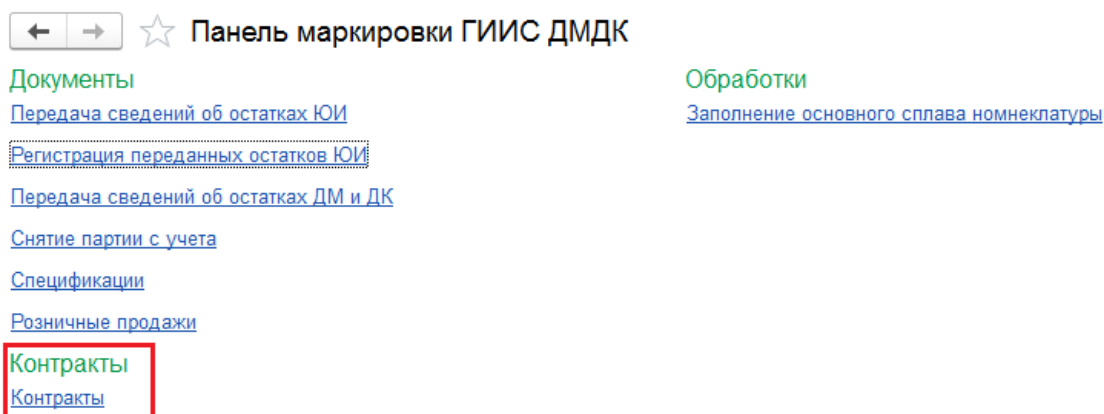 Панель маркировки ГИИС ДМДК
Документы
Передача сведений об остатках ЮИ
Регистрация переданных остатков ЮИ
Передача сведений об остатках ДМ и ДК
Снятие партии с учета
Спецификации
Розничные продажи
Контракты
Контракты
Обработки
Заполнение основного сплава номнеклатуры